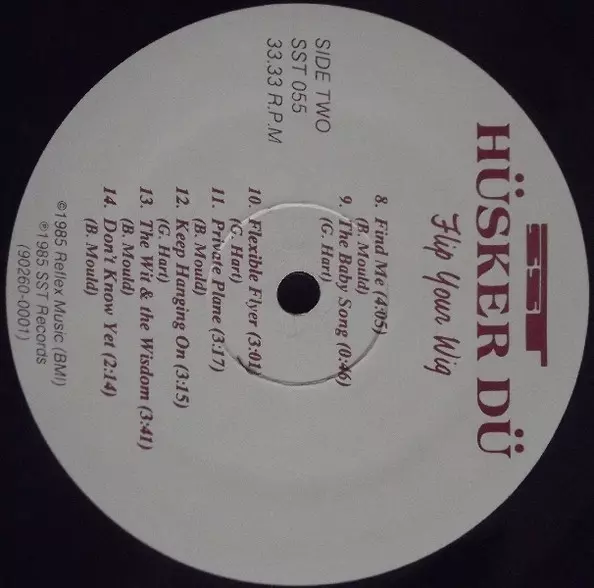 SST
HÜSKER DÜ
Flip Your Wig
SIDE TWO
SST 055
33.33 R.P.M
8. Find Me (4:05)
(B. Mould)
9. The Baby Song (0:46)
(G. Hart)
10. Flexible Flyer (3:01)
(G. Hart)
11. Private Plane (3:17)
(B. Mould)
12. Keep Hanging On (3:15)
(G. Hart)
13. The Wit & the Wisdom (3:41)
(B. Mould)
14. Don't Know Yet (2:14)
(B. Mould)
©1985 Reflex Music (BMI)
℗1985 SST Records
(90260-0001)